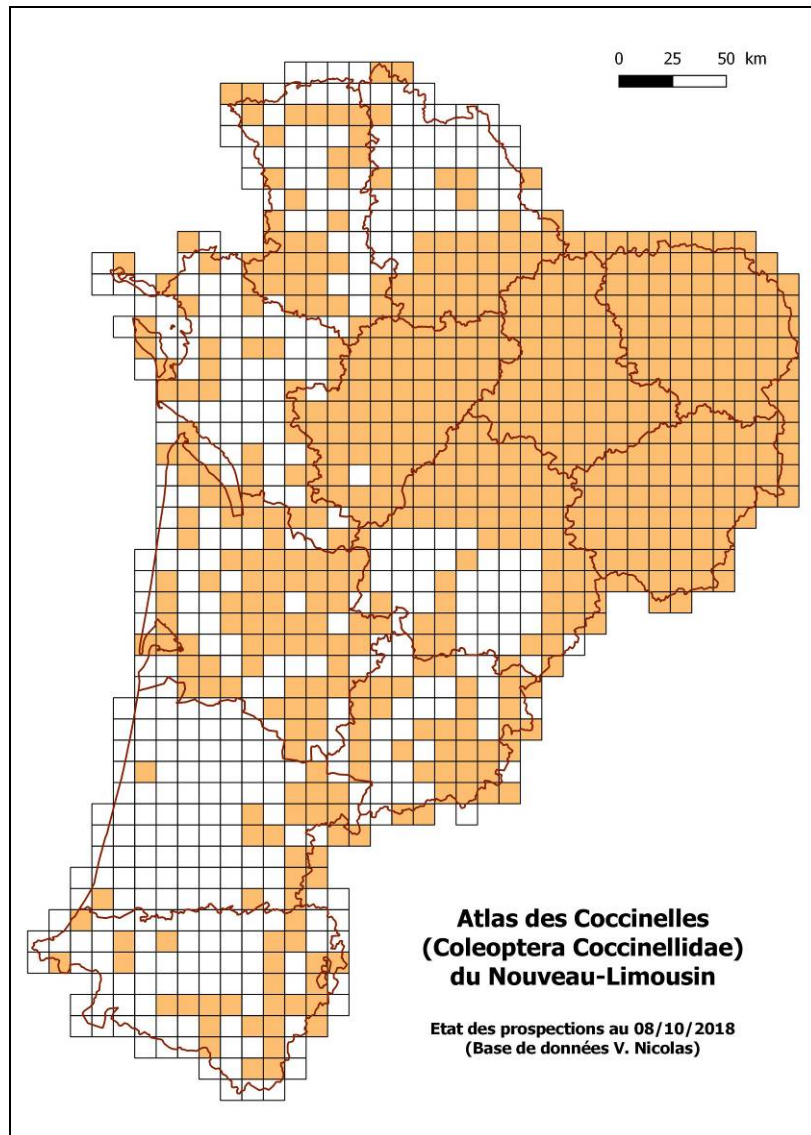 0 25 50 km
Atlas des Coccinelles
(Coleoptera Coccinellidae)
du Nouveau-Limousin
Etat des prospections au 08/10/2018
(Base de données V. Nicolas)